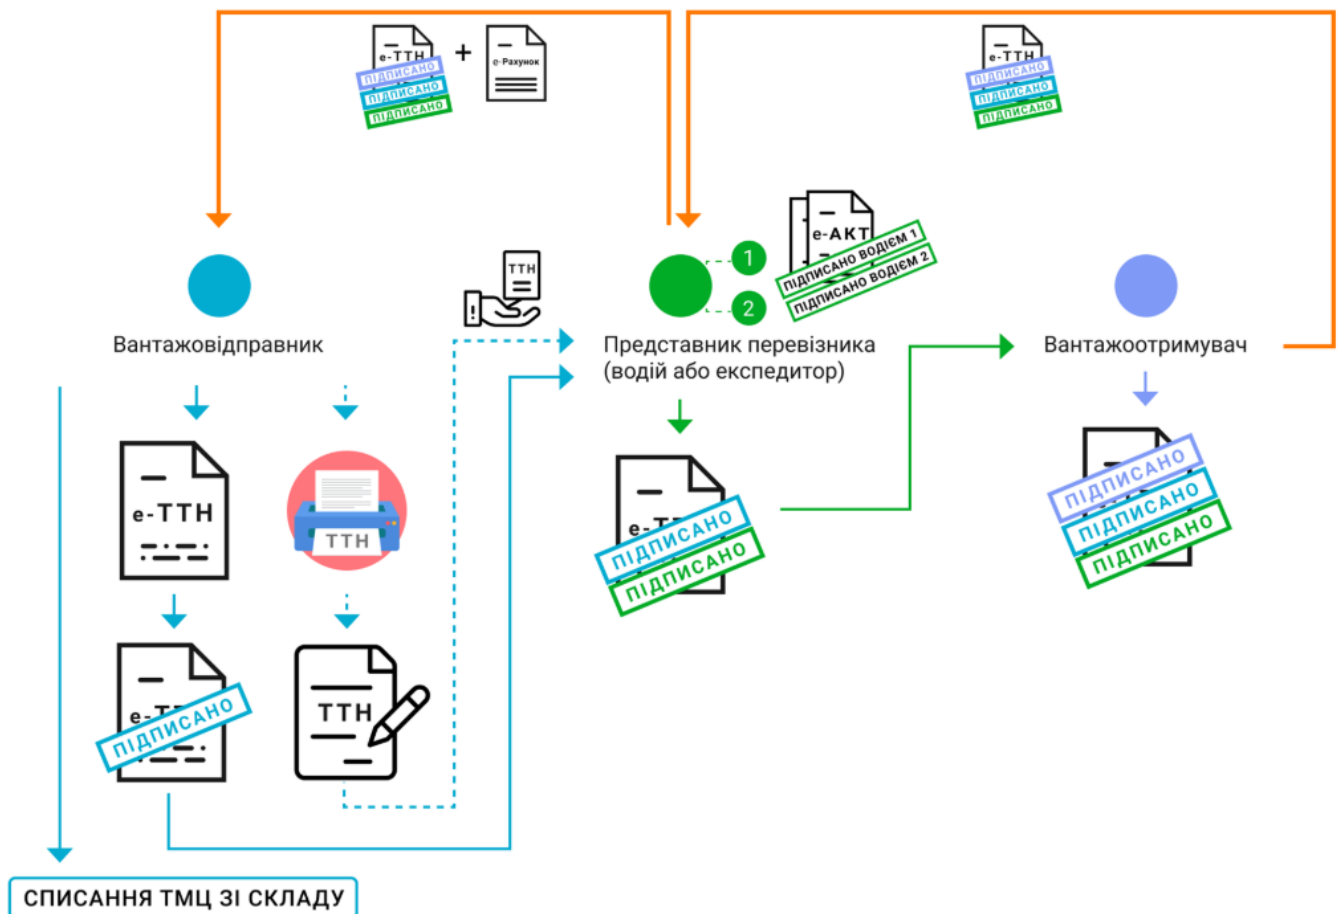 е-ТТН
ПІДПИСАНО
ПІДПИСАНО
ПІДПИСАНО
+
е-Рахунок
е-ТТН
ПІДПИСАНО
ПІДПИСАНО
ПІДПИСАНО
е-АКТ
ПІДПИСАНО ВОДІЄМ 1
ПІДПИСАНО ВОДІЄМ 2
1
2
ТТН
Вантажовідправник
Представник перевізника
(водій або експедитор)
Вантажоотримувач
е-ТТН
ТТН
е-ТТ
ПІДПИСАНО
ПІДПИСАНО
ПІДПИСАНО
ПІДПИСАНО
ПІДПИСАНО
е-ТТ
ПІДПИСАНО
ТТН
СПИСАННЯ ТМЦ ЗІ СКЛАДУ